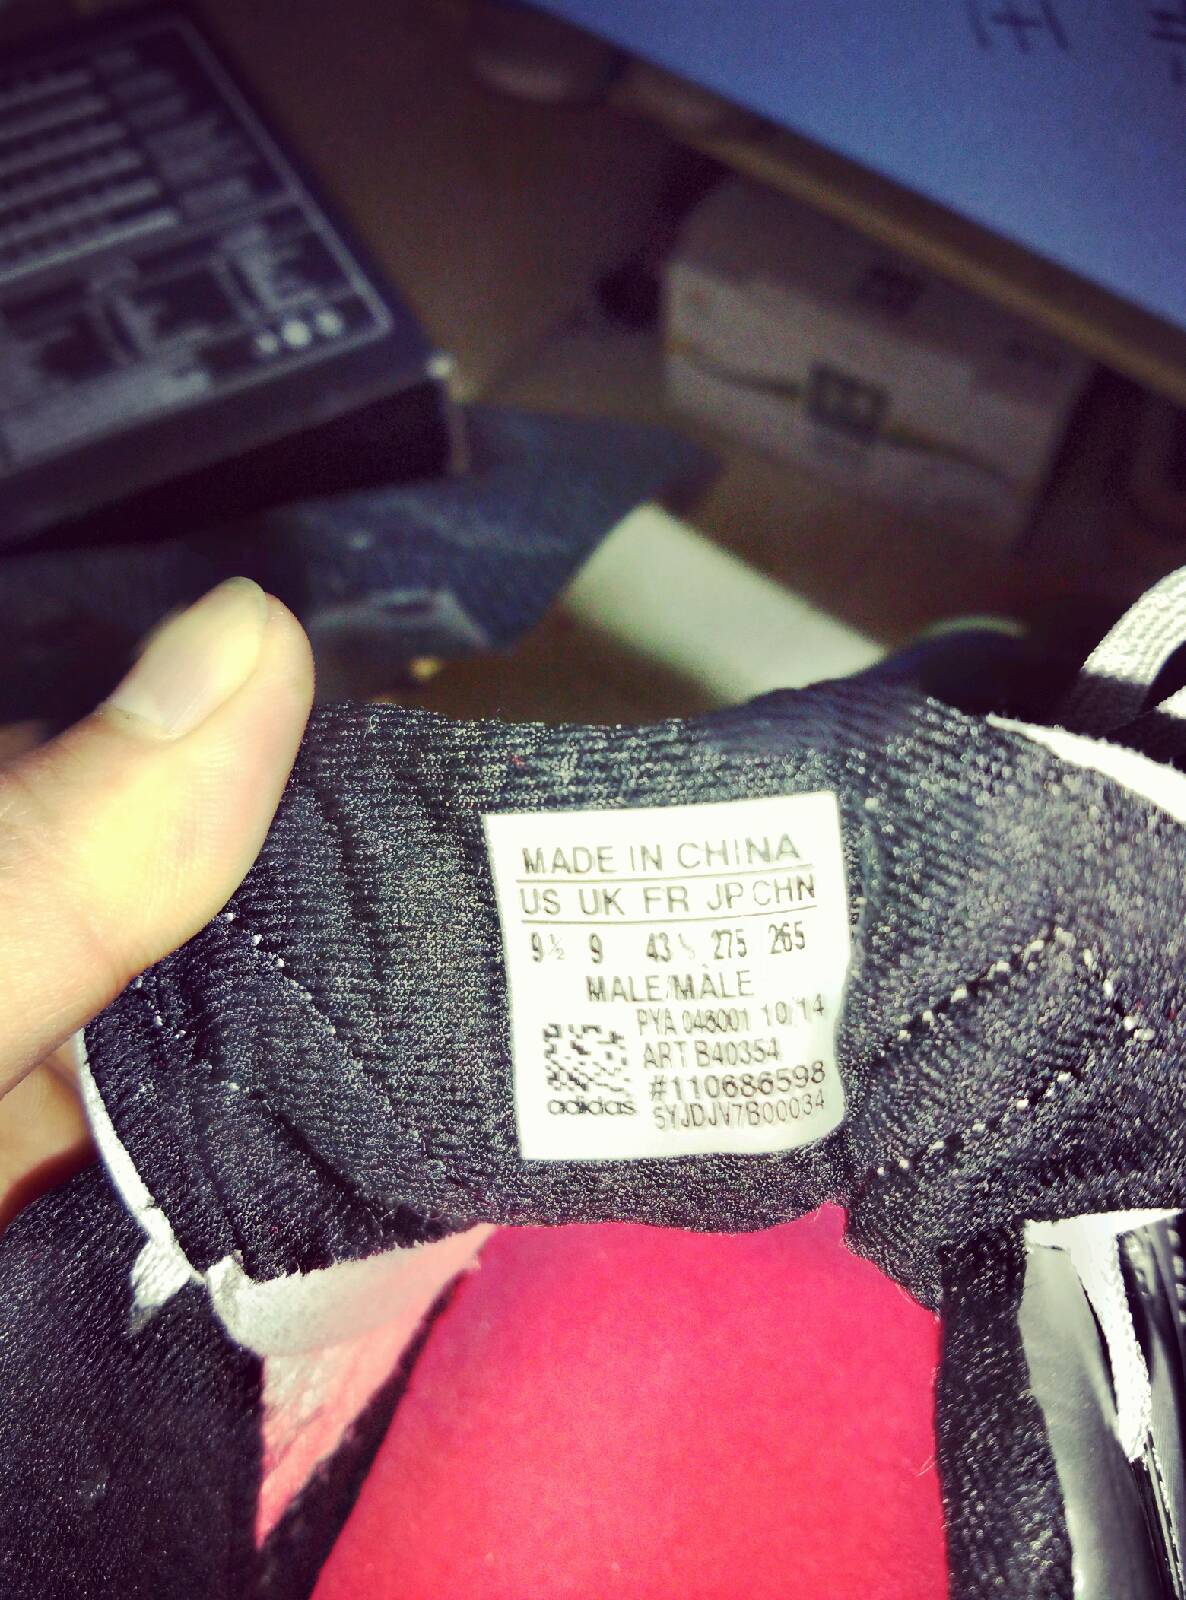 MADE IN CHINA
US UK FR JP CHN
9½ 9 43⅓ 275 265
MALE/MÀLE
PYA 048001 10/14
ART B40354
#110686598
adidas
SYJDJV7B00034